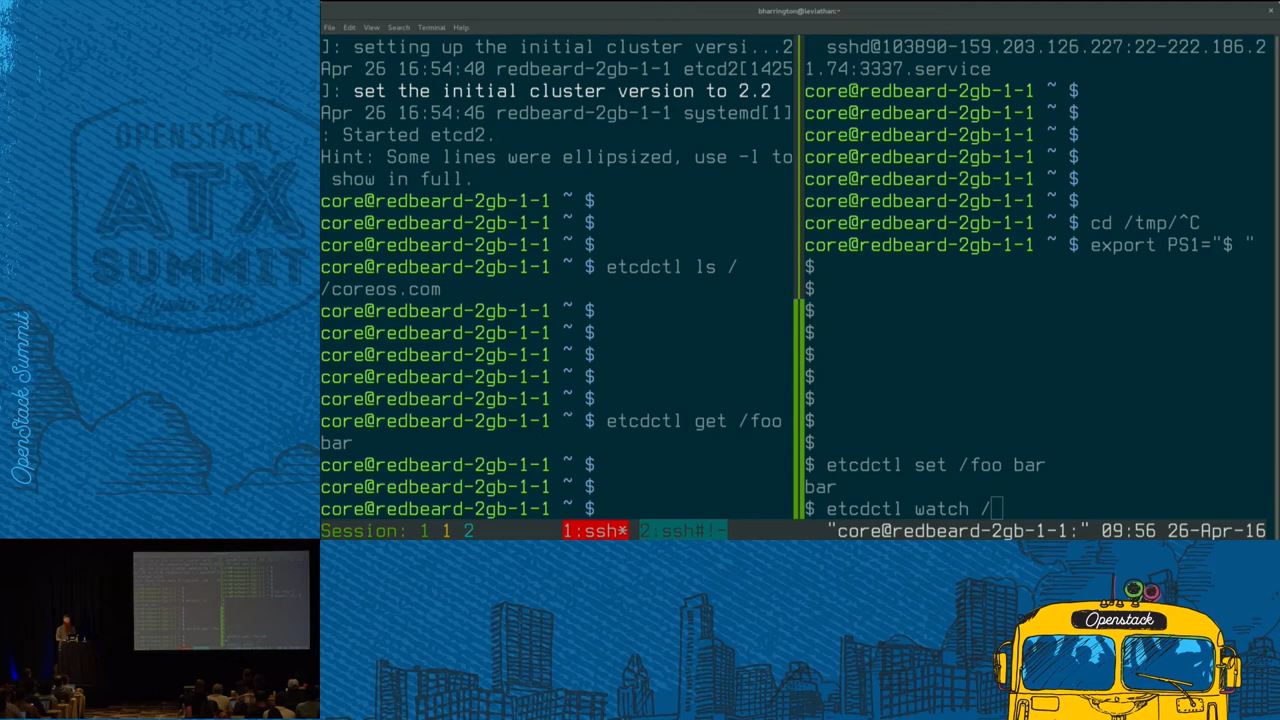 bharrington@leviathan:~
File Edit View Search Terminal Help
]: setting up the initial cluster versi...2
Apr 26 16:54:40 redbeard-2gb-1-1 etcd2[1425
]: set the initial cluster version to 2.2
Apr 26 16:54:46 redbeard-2gb-1-1 systemd[1]
: Started etcd2.
Hint: Some lines were ellipsized, use -l to
show in full.
core@redbeard-2gb-1-1 ~ $
core@redbeard-2gb-1-1 ~ $
core@redbeard-2gb-1-1 ~ $
core@redbeard-2gb-1-1 ~ $ etcdctl ls /
/coreos.com
core@redbeard-2gb-1-1 ~ $
core@redbeard-2gb-1-1 ~ $
core@redbeard-2gb-1-1 ~ $
core@redbeard-2gb-1-1 ~ $
core@redbeard-2gb-1-1 ~ $
core@redbeard-2gb-1-1 ~ $ etcdctl get /foo
bar
core@redbeard-2gb-1-1 ~ $
core@redbeard-2gb-1-1 ~ $
core@redbeard-2gb-1-1 ~ $
sshd@103890-159.203.126.227:22-222.186.2
1.74:3337.service
core@redbeard-2gb-1-1 ~ $
core@redbeard-2gb-1-1 ~ $
core@redbeard-2gb-1-1 ~ $
core@redbeard-2gb-1-1 ~ $
core@redbeard-2gb-1-1 ~ $
core@redbeard-2gb-1-1 ~ $
core@redbeard-2gb-1-1 ~ $ cd /tmp/^C
core@redbeard-2gb-1-1 ~ $ export PS1="$ "
$
$
$
$
$
$
$
$
$
$ etcdctl set /foo bar
bar
$ etcdctl watch /
Session: 1 1 2 1:ssh* 2:ssh#!- "core@redbeard-2gb-1-1:" 09:56 26-Apr-16
OPENSTACK
ATX
SUMMIT
Austin 2016
OpenStack Summit
Openstack